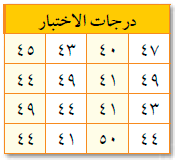 درجات الاختبار
٤٧ ٤٠ ٤٣ ٤٥
٤٩ ٤١ ٤٩ ٤٤
٤٣ ٤١ ٤٤ ٤٩
٤٤ ٥٠ ٤١ ٤٤